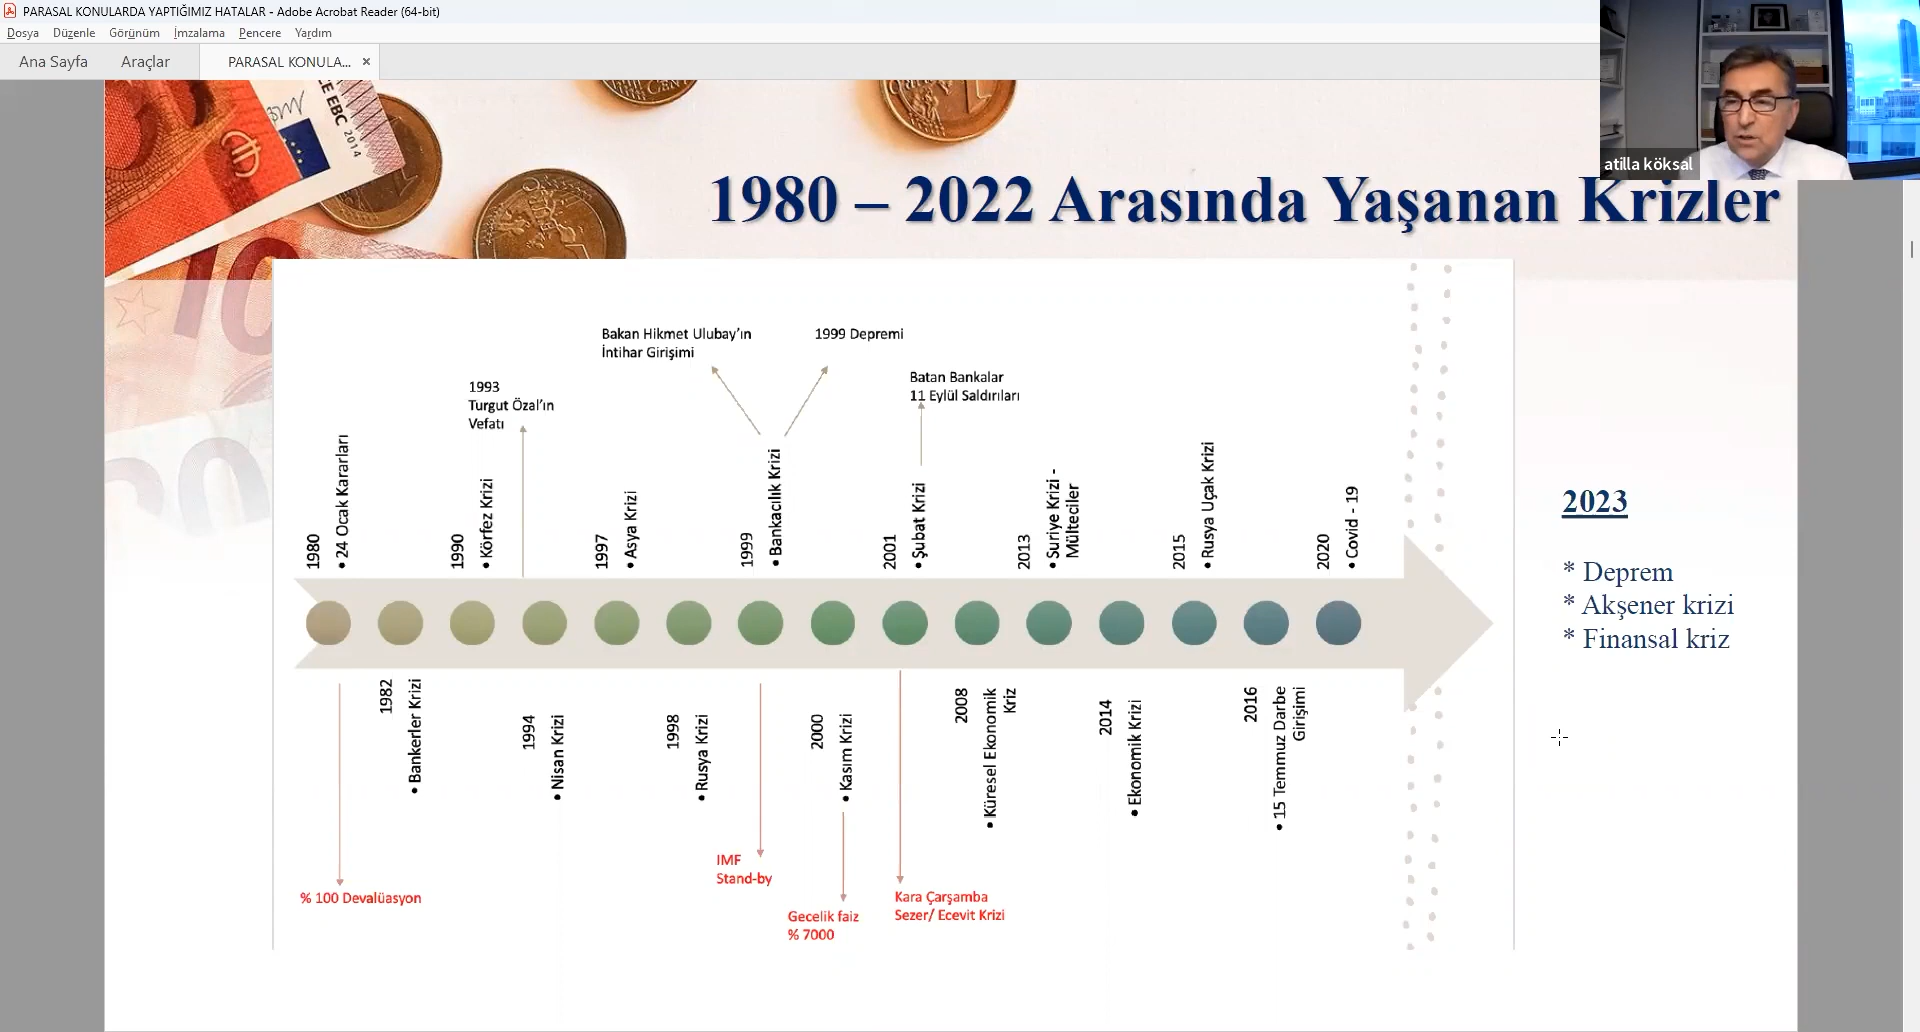 PARASAL KONULARDA YAPTIĞIMIZ HATALAR - Adobe Acrobat Reader (64-bit)
Dosya Düzenle Görünüm İmzalama Pencere Yardım
Ana Sayfa Araçlar PARASAL KONULA... ×
atilla köksal
ECE EBC 2014
1980 – 2022 Arasında Yaşanan Krizler
Bakan Hikmet Ulubay'ın
İntihar Girişimi
1999 Depremi
1993
Turgut Özal'ın
Vefatı
Batan Bankalar
11 Eylül Saldırıları
1980
• 24 Ocak Kararları
1990
• Körfez Krizi
1997
• Asya Krizi
1999
• Bankacılık Krizi
2001
• Şubat Krizi
2013
• Suriye Krizi -
Mülteciler
2015
• Rusya Uçak Krizi
2020
• Covid - 19
1982
• Bankerler Krizi
1994
• Nisan Krizi
1998
• Rusya Krizi
2000
• Kasım Krizi
2008
• Küresel Ekonomik
Kriz
2014
• Ekonomik Krizi
2016
• 15 Temmuz Darbe
Girişimi
% 100 Devalüasyon
IMF
Stand-by
Gecelik faiz
% 7000
Kara Çarşamba
Sezer/ Ecevit Krizi
2023
* Deprem
* Akşener krizi
* Finansal kriz